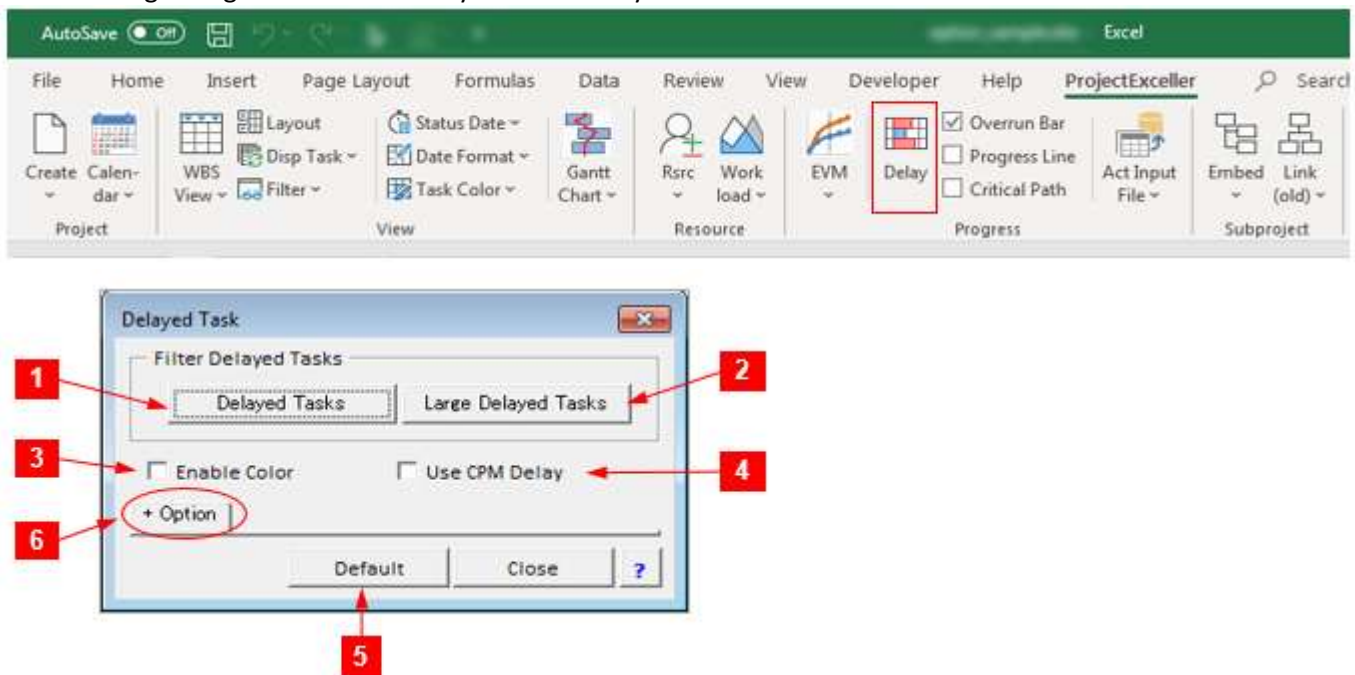 AutoSave Off Excel
File Home Insert Page Layout Formulas Data Review View Developer Help ProjectExceller Search
Create
Calen-
dar
Project
WBS
View
Layout
Disp Task
Filter
Status Date
Date Format
Task Color
Gantt
Chart
View
Rsrc
Work
load
Resource
EVM
Delay
Overrun Bar
Progress Line
Critical Path
Act Input
File
Progress
Embed
Link
(old)
Subproject
Delayed Task
Filter Delayed Tasks
1
Delayed Tasks Large Delayed Tasks
2
3
Enable Color Use CPM Delay
4
+ Option
6
Default Close ?
5